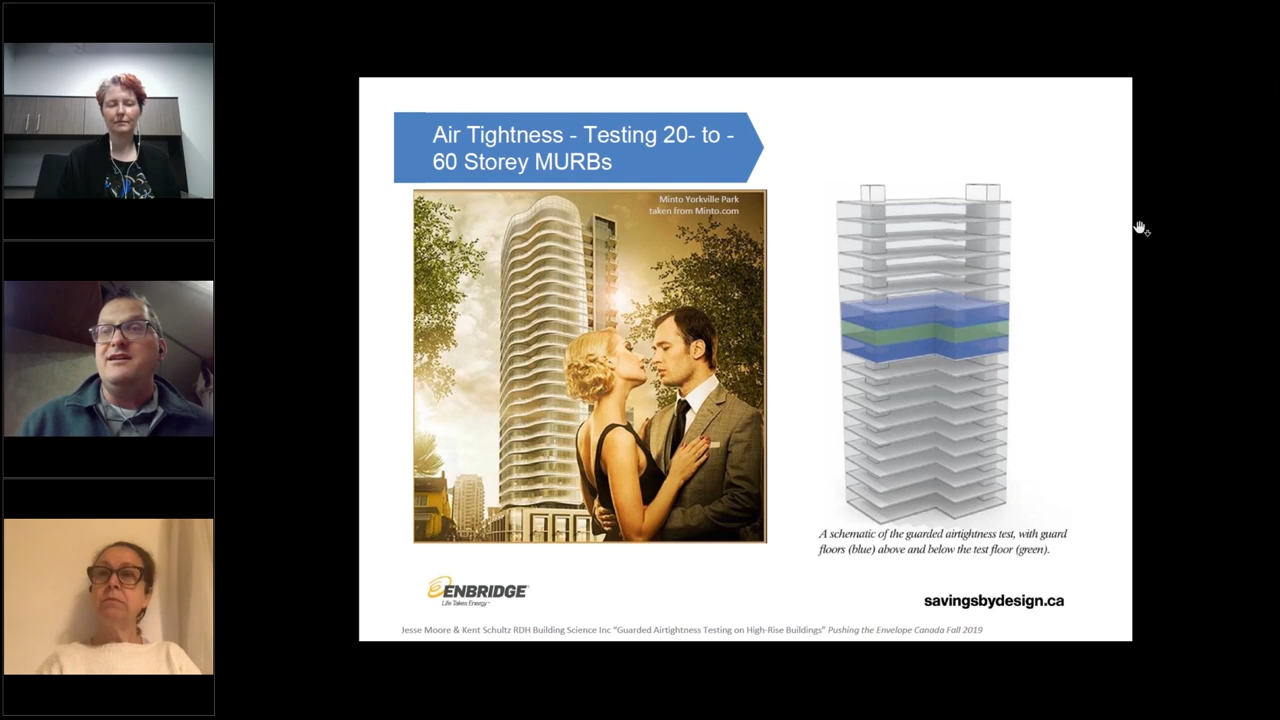 Air Tightness - Testing 20- to -
60 Storey MURBs
Minto Yorkville Park
taken from Minto.com
A schematic of the guarded airtightness test, with guard
floors (blue) above and below the test floor (green).
ENBRIDGE
Life Takes Energy™
savingsbydesign.ca
Jesse Moore & Kent Schultz RDH Building Science Inc "Guarded Airtightness Testing on High-Rise Buildings" Pushing the Envelope Canada Fall 2019